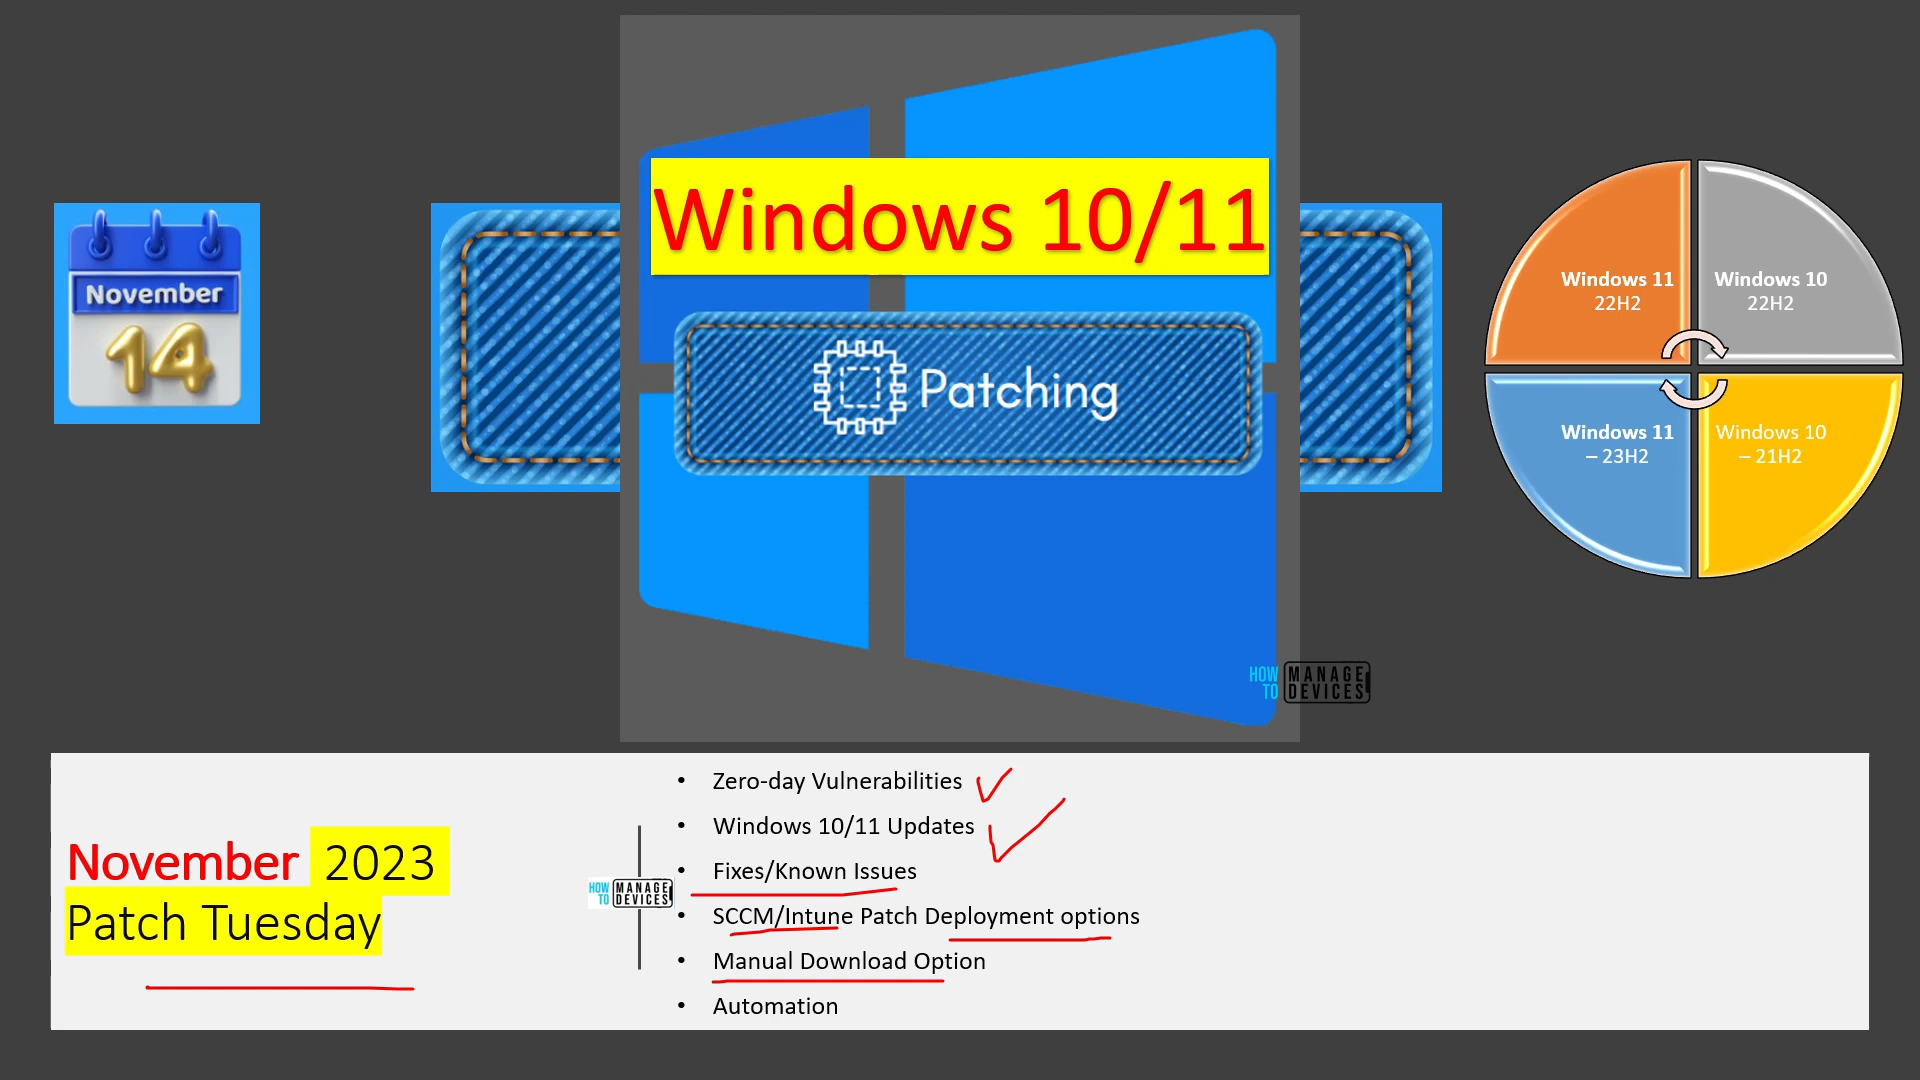 Windows 10/11
November
14
Patching
Windows 11
22H2
Windows 10
22H2
Windows 11
– 23H2
Windows 10
– 21H2
HOW TO MANAGE DEVICES
November 2023
Patch Tuesday
HOW TO MANAGE DEVICES
• Zero-day Vulnerabilities
• Windows 10/11 Updates
• Fixes/Known Issues
• SCCM/Intune Patch Deployment options
• Manual Download Option
• Automation